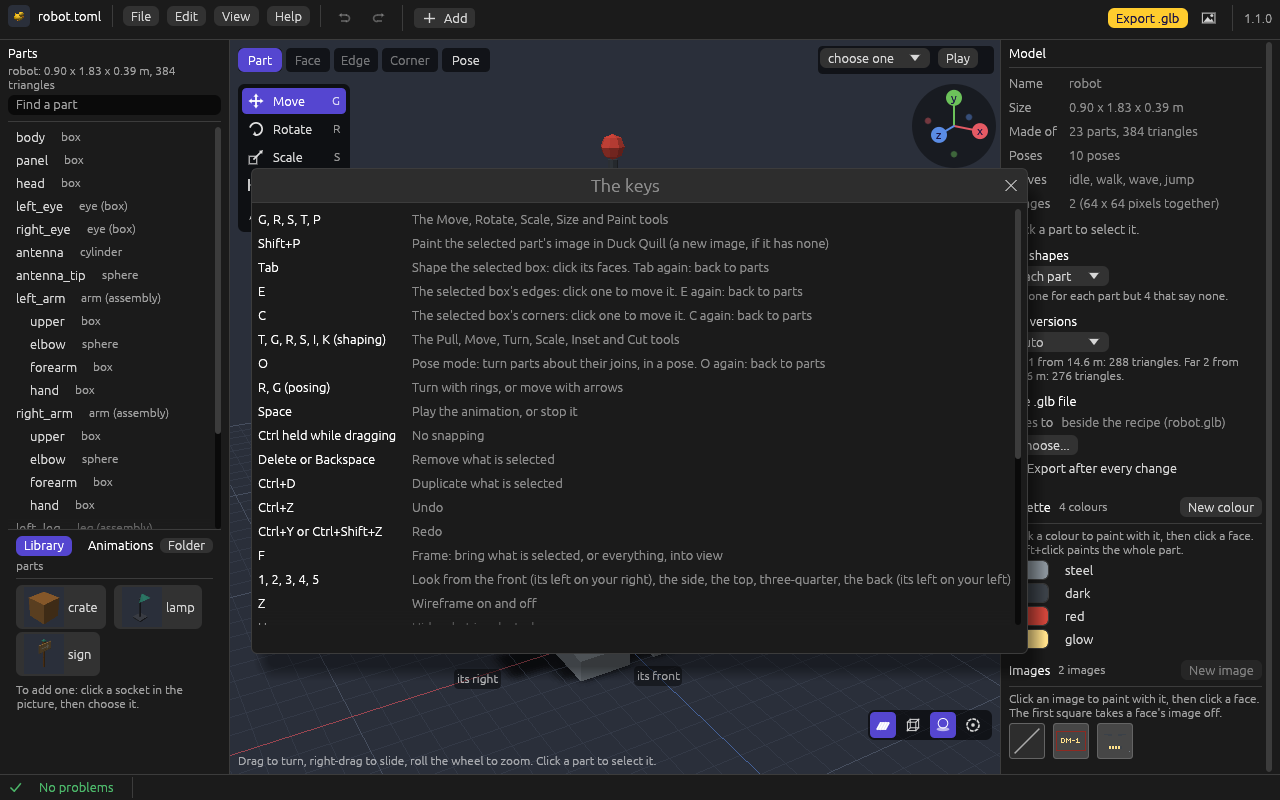 robot.toml File Edit View Help Add Export .glb 1.1.0
Parts
robot: 0.90 x 1.83 x 0.39 m, 384
triangles
Find a part
body box
panel box
head box
left_eye eye (box)
right_eye eye (box)
antenna cylinder
antenna_tip sphere
left_arm arm (assembly)
upper box
elbow sphere
forearm box
hand box
right_arm arm (assembly)
upper box
elbow sphere
forearm box
hand box
left_leg leg (assembly)
Library Animations Folder
parts
crate lamp
sign
To add one: click a socket in the
picture, then choose it.
Part Face Edge Corner Pose choose one Play
Move G
Rotate R
Scale S
y
x
z
The keys
G, R, S, T, P The Move, Rotate, Scale, Size and Paint tools
Shift+P Paint the selected part's image in Duck Quill (a new image, if it has none)
Tab Shape the selected box: click its faces. Tab again: back to parts
E The selected box's edges: click one to move it. E again: back to parts
C The selected box's corners: click one to move it. C again: back to parts
T, G, R, S, I, K (shaping) The Pull, Move, Turn, Scale, Inset and Cut tools
O Pose mode: turn parts about their joins, in a pose. O again: back to parts
R, G (posing) Turn with rings, or move with arrows
Space Play the animation, or stop it
Ctrl held while dragging No snapping
Delete or Backspace Remove what is selected
Ctrl+D Duplicate what is selected
Ctrl+Z Undo
Ctrl+Y or Ctrl+Shift+Z Redo
F Frame: bring what is selected, or everything, into view
1, 2, 3, 4, 5 Look from the front (its left on your right), the side, the top, three-quarter, the back (its left on your left)
Z Wireframe on and off
its right its front
Drag to turn, right-drag to slide, roll the wheel to zoom. Click a part to select it.
Model
Name robot
Size 0.90 x 1.83 x 0.39 m
Made of 23 parts, 384 triangles
Poses 10 poses
idle, walk, wave, jump
2 (64 x 64 pixels together)
a part to select it.
shapes
part
one for each part but 4 that say none.
versions
1 from 14.6 m: 288 triangles. Far 2 from
m: 276 triangles.
.glb file
to beside the recipe (robot.glb)
Export after every change
4 colours New colour
a colour to paint with it, then click a face.
click paints the whole part.
steel
dark
red
glow
Images 2 images New image
Click an image to paint with it, then click a face.
The first square takes a face's image off.
DM-1
No problems